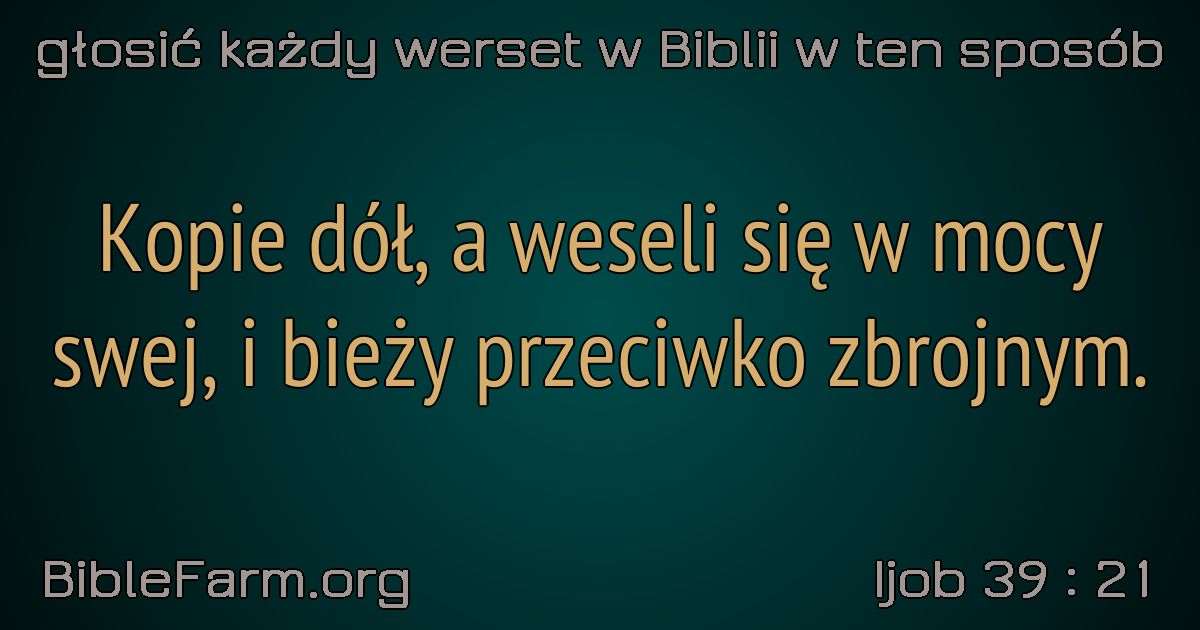 głosić każdy werset w Biblii w ten sposób
Kopie dół, a weseli się w mocy
swej, i bieży przeciwko zbrojnym.
BibleFarm.org
Ijob 39 : 21